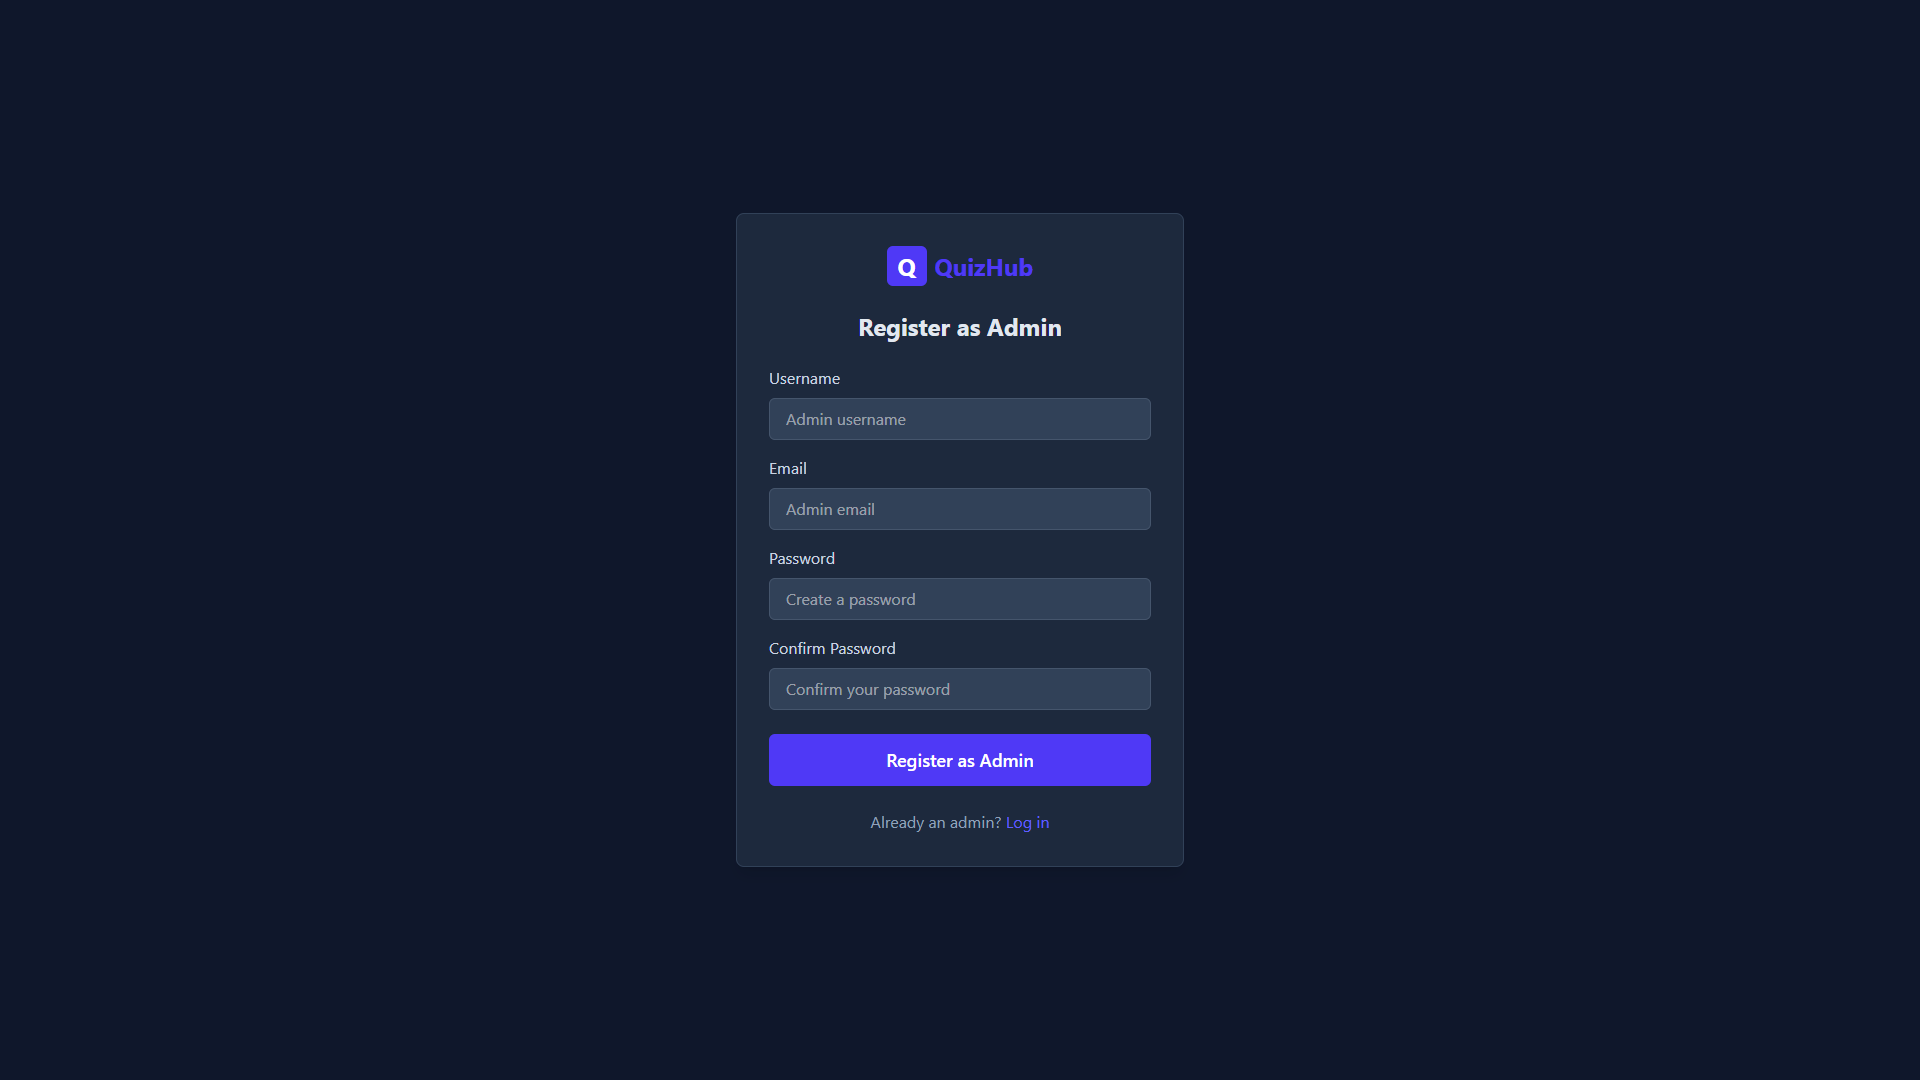 Q QuizHub
Register as Admin
Username
Admin username
Email
Admin email
Password
Create a password
Confirm Password
Confirm your password
Register as Admin
Already an admin? Log in